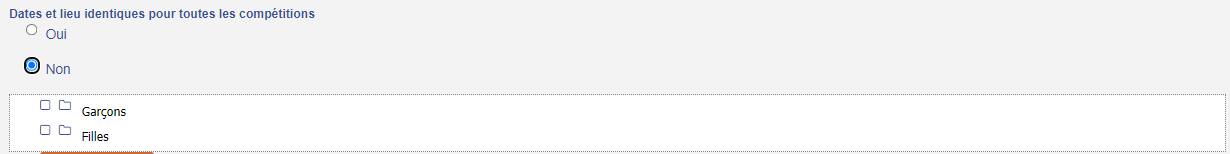 Dates et lieu identiques pour toutes les compétitions
Oui
Non
Garçons
Filles